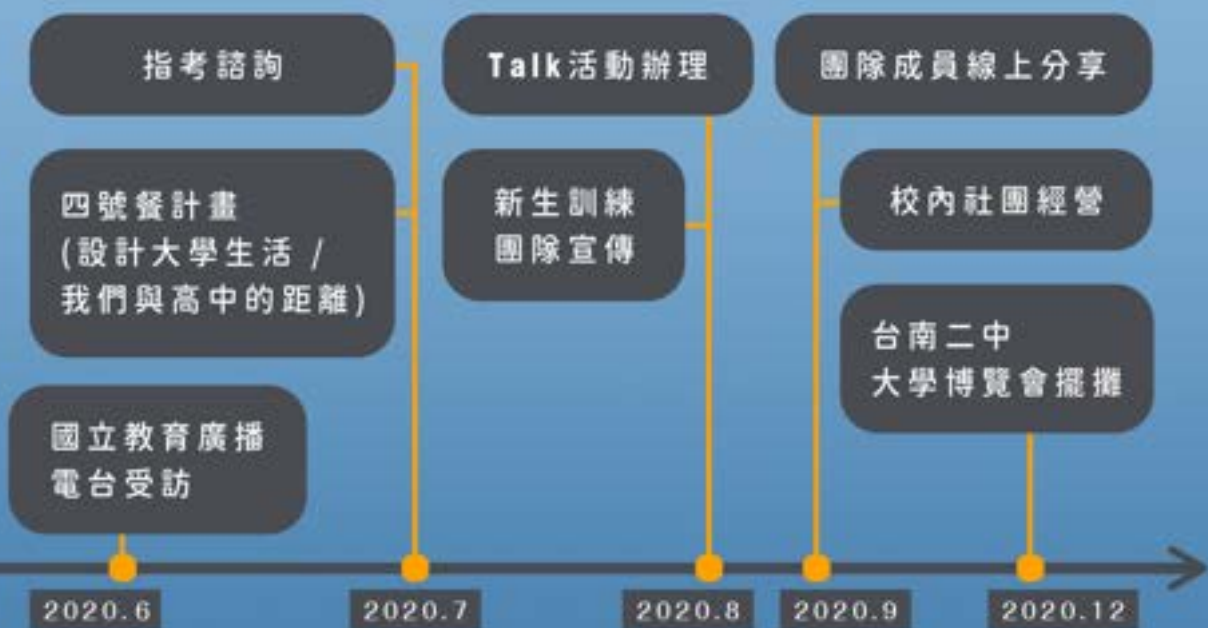 指考諮詢
Talk活動辦理
團隊成員線上分享
四號餐計畫
(設計大學生活 /
我們與高中的距離)
新生訓練
團隊宣傳
校內社團經營
台南二中
大學博覽會擺攤
國立教育廣播
電台受訪
2020.6
2020.7
2020.8
2020.9
2020.12